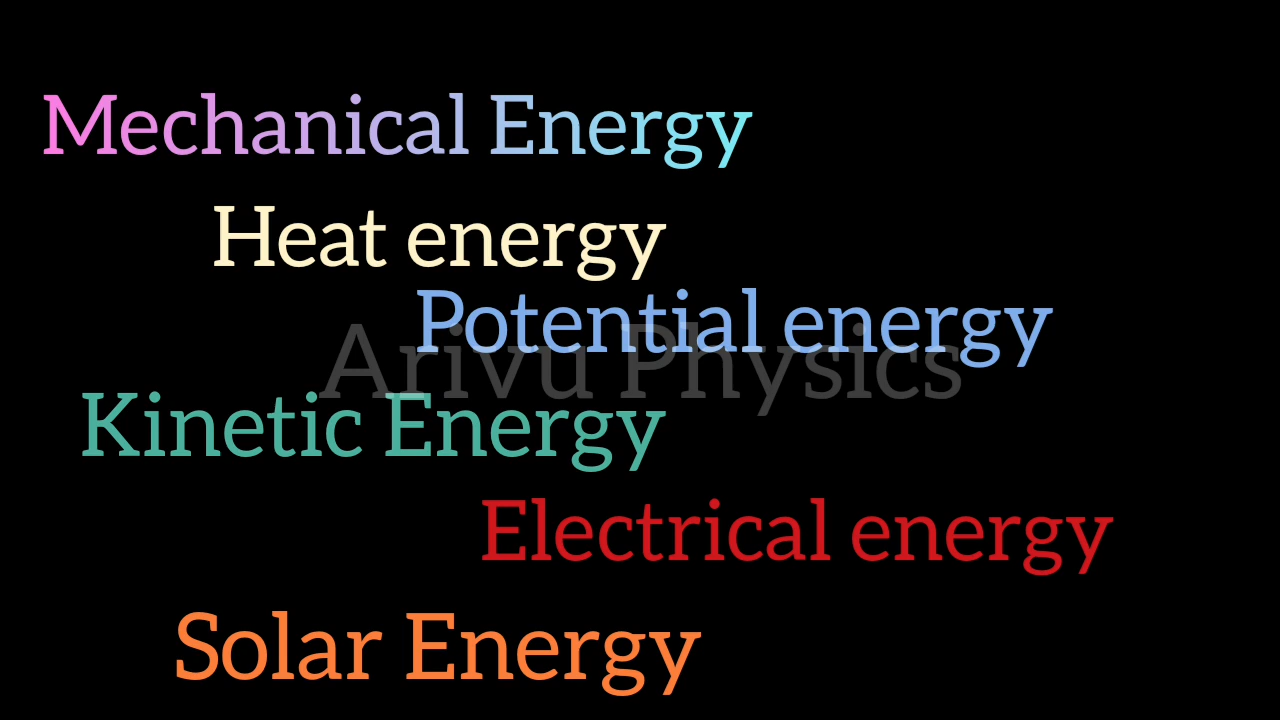 Mechanical Energy
Heat energy
Potential energy
Arivu Physics
Kinetic Energy
Electrical energy
Solar Energy